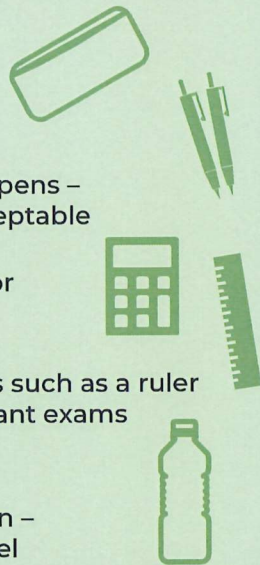 pens –
eptable
or
s such as a ruler
ant exams
n –
el